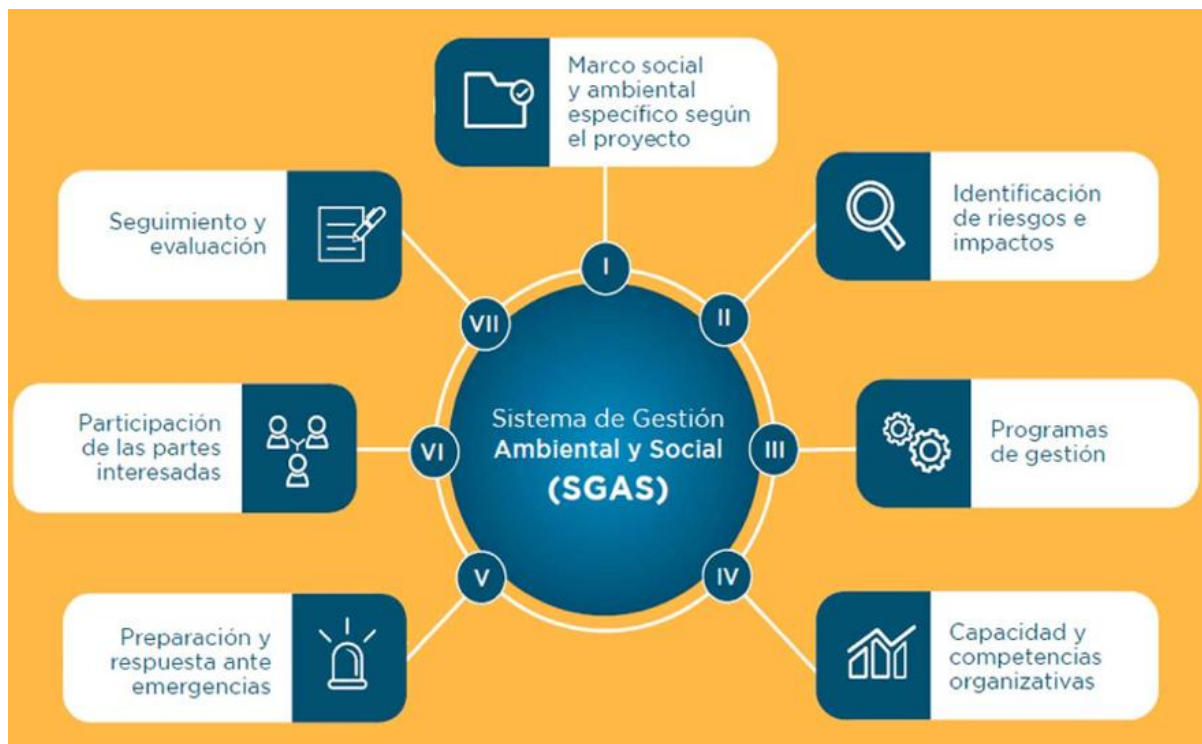 Marco social
y ambiental
específico según
el proyecto
Identificación
de riesgos e
impactos
Programas
de gestión
Capacidad y
competencias
organizativas
Preparación y
respuesta ante
emergencias
Participación
de las partes
interesadas
Seguimiento y
evaluación
I
II
III
IV
V
VI
VII
Sistema de Gestión
Ambiental y Social
(SGAS)